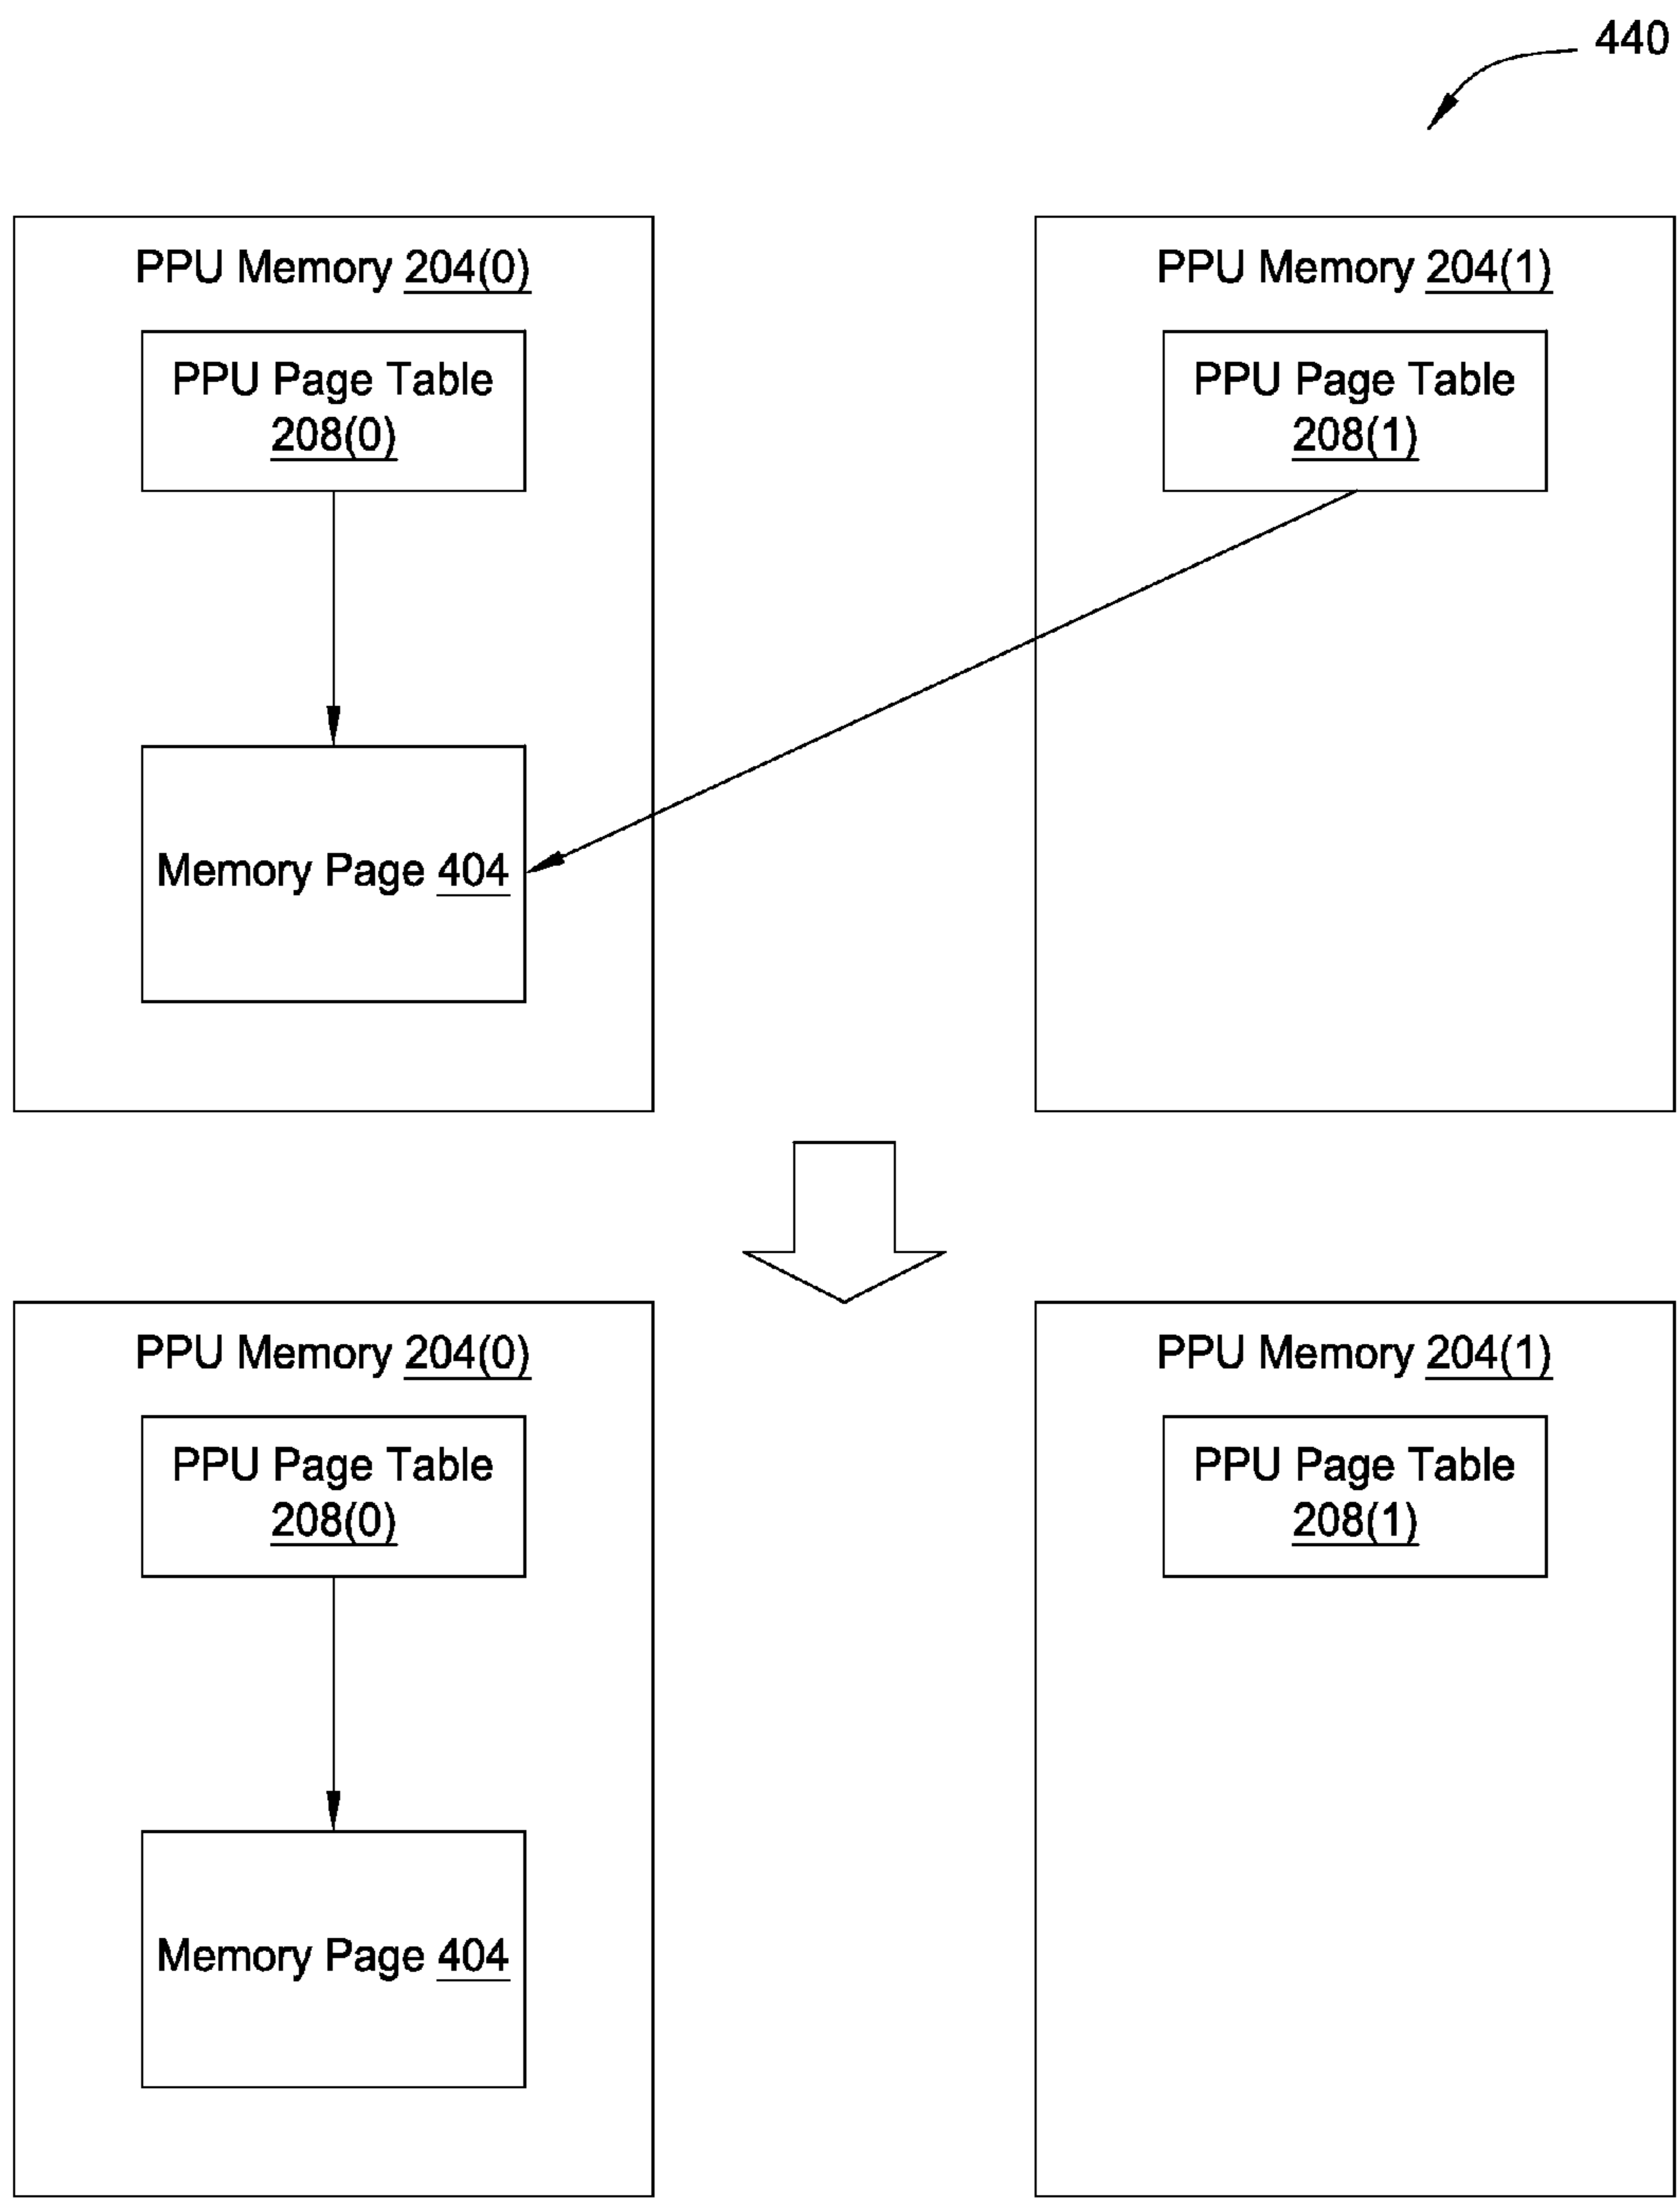 440
PPU Memory 204(0)
PPU Memory 204(1)
PPU Page Table
208(0)
PPU Page Table
208(1)
Memory Page 404
PPU Memory 204(0)
PPU Memory 204(1)
PPU Page Table
208(0)
PPU Page Table
208(1)
Memory Page 404